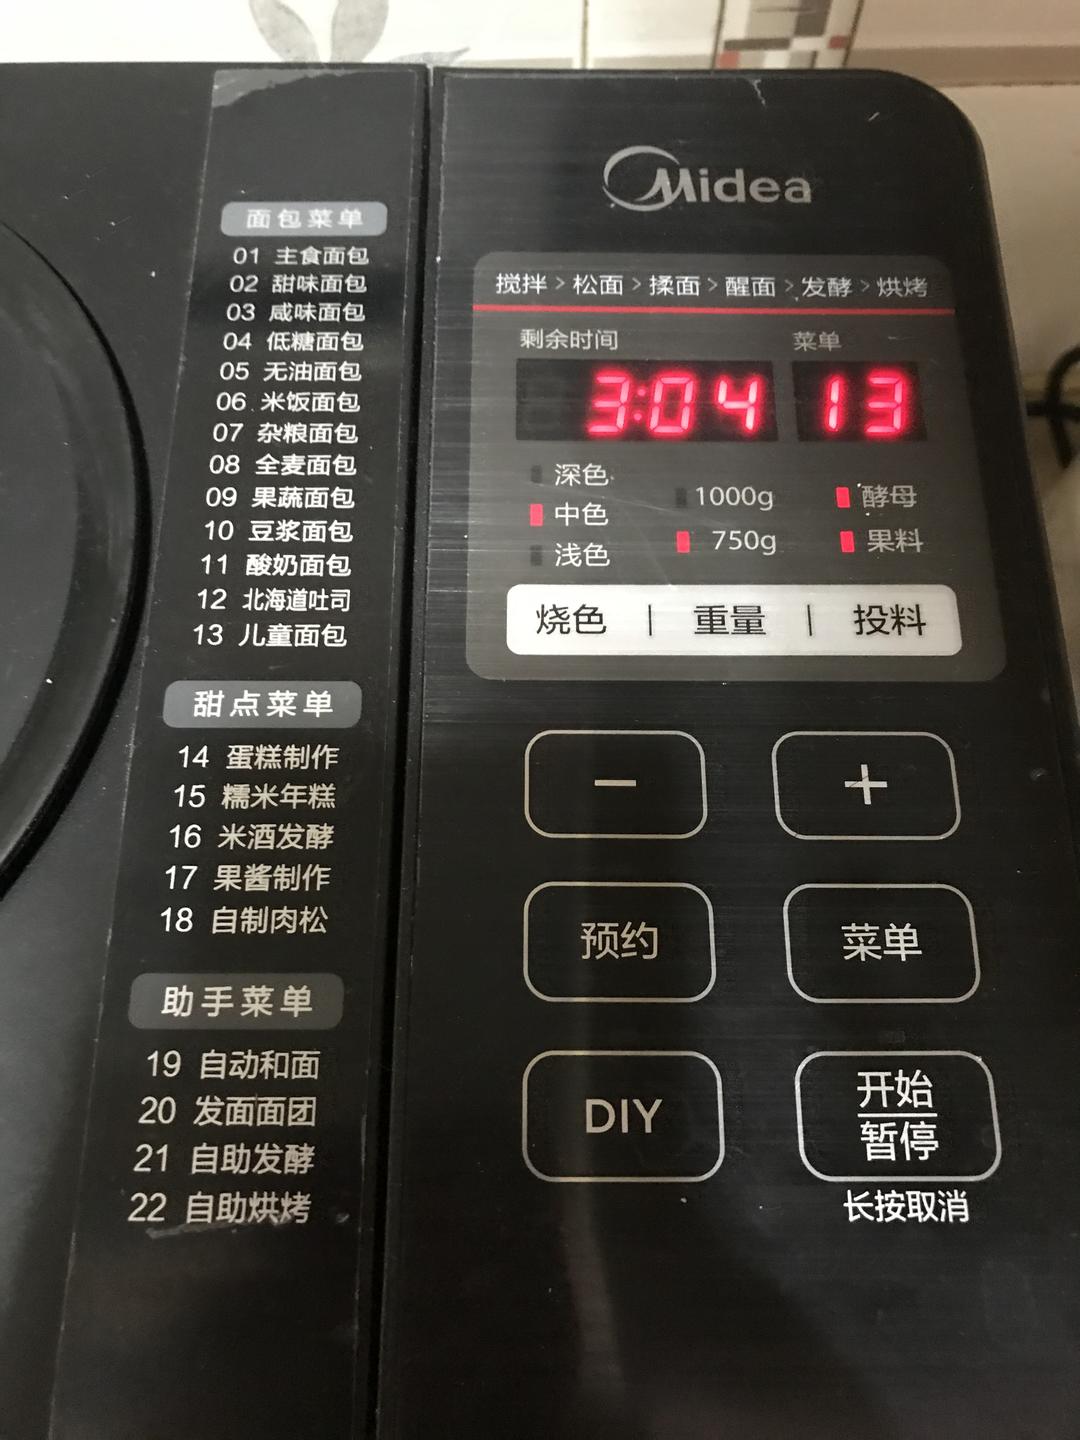 面包菜单
01 主食面包
02 甜味面包
03 咸味面包
04 低糖面包
05 无油面包
06 米饭面包
07 杂粮面包
08 全麦面包
09 果蔬面包
10 豆浆面包
11 酸奶面包
12 北海道吐司
13 儿童面包
甜点菜单
14 蛋糕制作
15 糯米年糕
16 米酒发酵
17 果酱制作
18 自制肉松
助手菜单
19 自动和面
20 发面面团
21 自助发酵
22 自助烘烤
Midea
搅拌 > 松面 > 揉面 > 醒面 > 发酵 > 烘烤
剩余时间 菜单
3:04 13
深色
中色
浅色
1000g
750g
酵母
果料
烧色 | 重量 | 投料
− +
预约 菜单
DIY
开始
暂停
长按取消